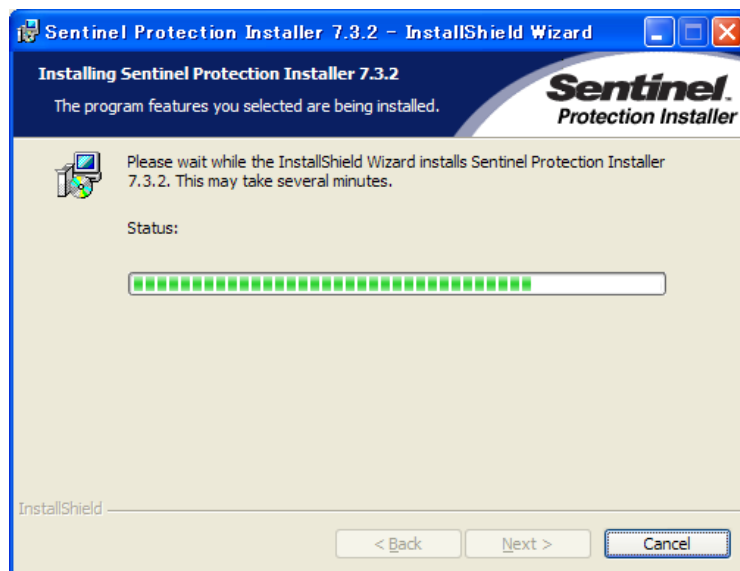 Sentinel Protection Installer 7.3.2 - InstallShield Wizard
Installing Sentinel Protection Installer 7.3.2
The program features you selected are being installed.
Sentinel™
Protection Installer
Please wait while the InstallShield Wizard installs Sentinel Protection Installer
7.3.2. This may take several minutes.
Status:
InstallShield
< Back
Next >
Cancel